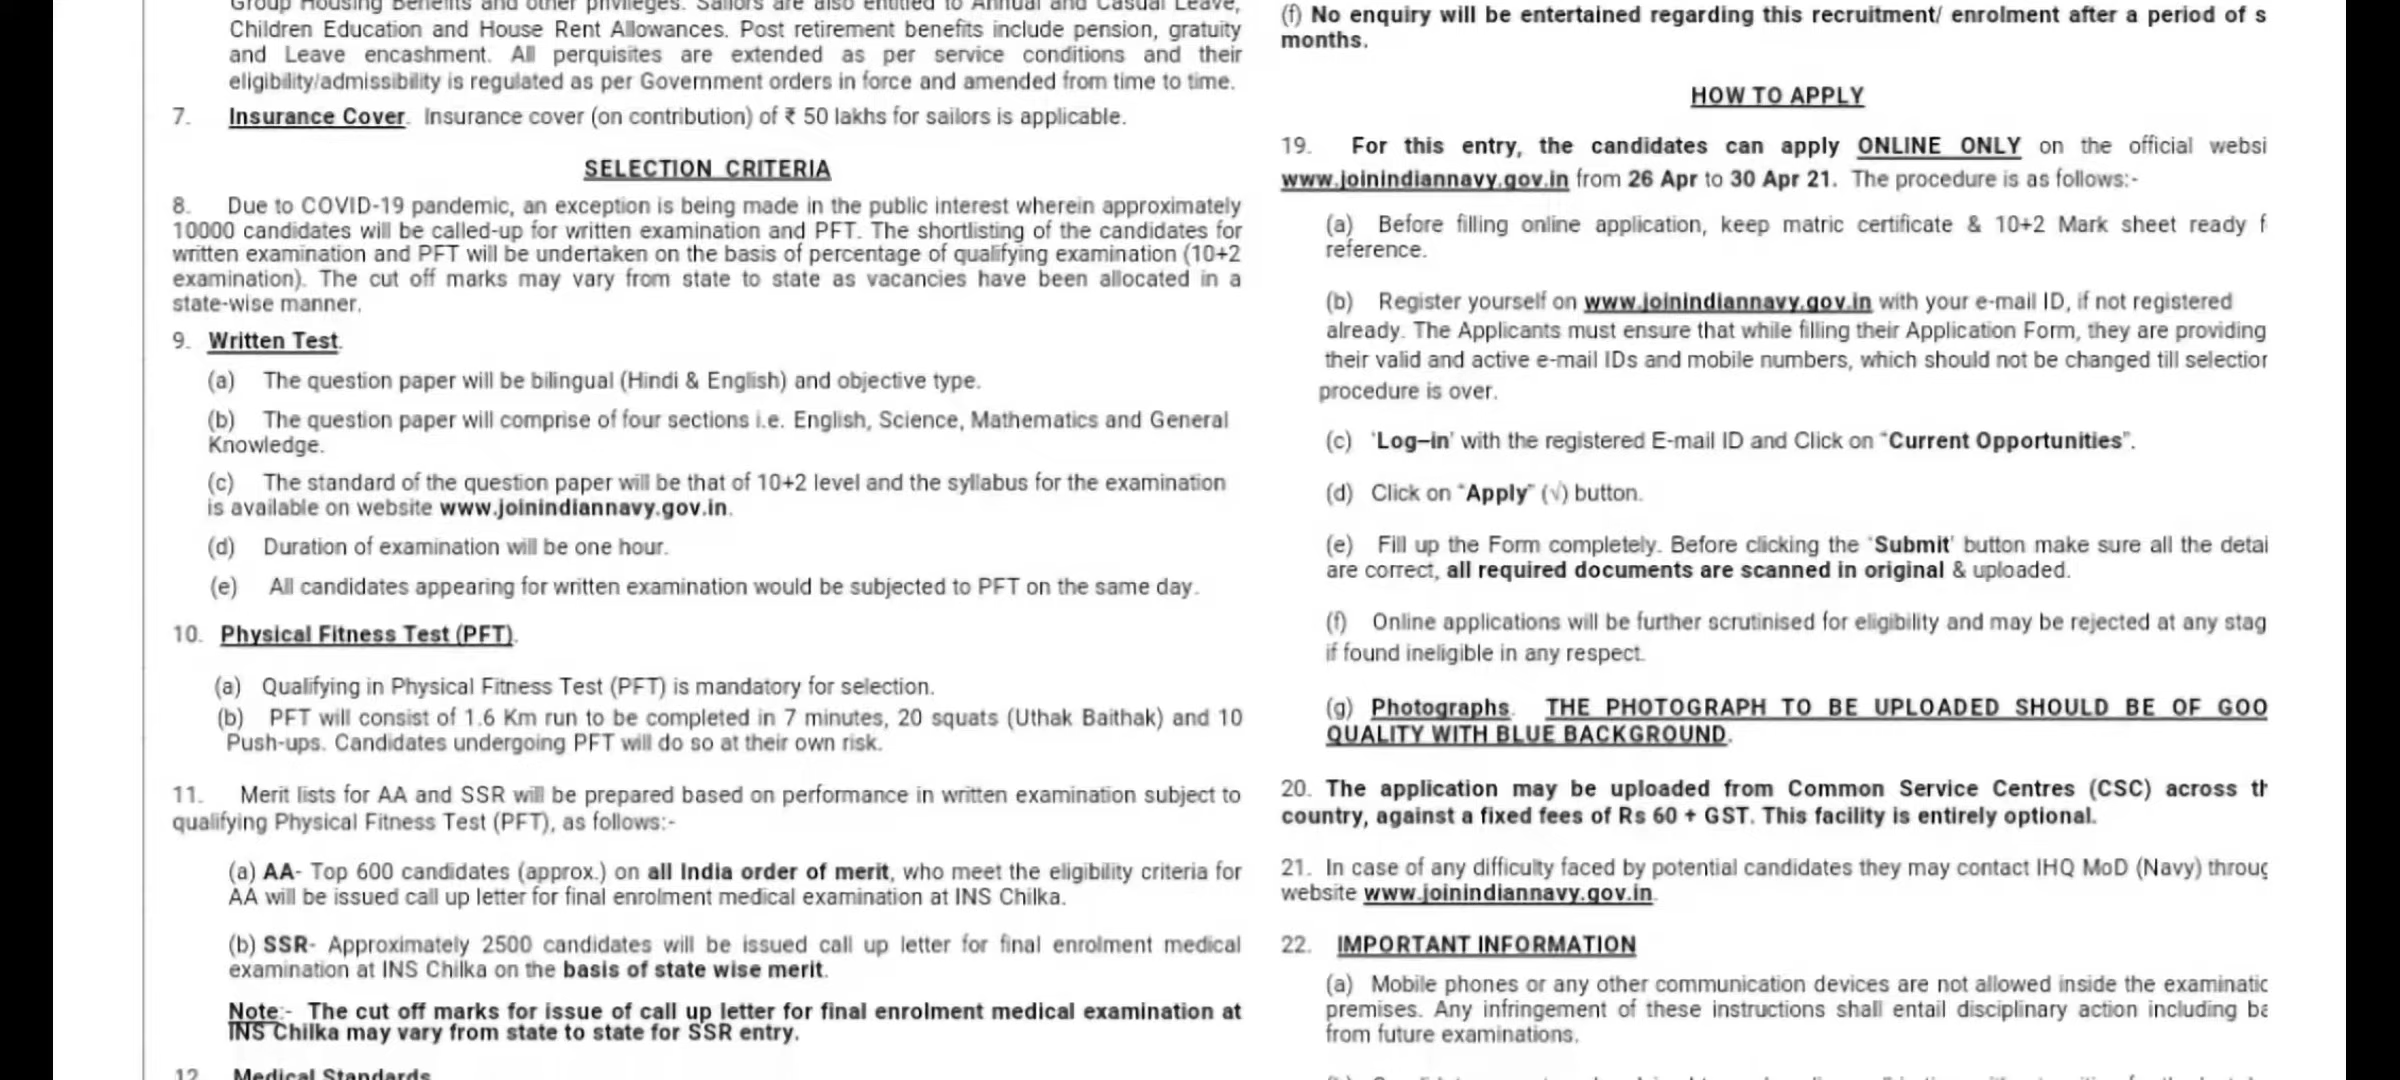 Group Housing Benefits and other privileges. Sailors are also entitled to Annual and Casual Leave,
Children Education and House Rent Allowances. Post retirement benefits include pension, gratuity
and Leave encashment. All perquisites are extended as per service conditions and their
eligibility/admissibility is regulated as per Government orders in force and amended from time to time.
7. Insurance Cover. Insurance cover (on contribution) of ₹ 50 lakhs for sailors is applicable.
SELECTION CRITERIA
8. Due to COVID-19 pandemic, an exception is being made in the public interest wherein approximately
10000 candidates will be called-up for written examination and PFT. The shortlisting of the candidates for
written examination and PFT will be undertaken on the basis of percentage of qualifying examination (10+2
examination). The cut off marks may vary from state to state as vacancies have been allocated in a
state-wise manner.
9. Written Test.
(a) The question paper will be bilingual (Hindi & English) and objective type.
(b) The question paper will comprise of four sections i.e. English, Science, Mathematics and General
Knowledge.
(c) The standard of the question paper will be that of 10+2 level and the syllabus for the examination
is available on website www.joinindiannavy.gov.in.
(d) Duration of examination will be one hour.
(e) All candidates appearing for written examination would be subjected to PFT on the same day.
10. Physical Fitness Test (PFT).
(a) Qualifying in Physical Fitness Test (PFT) is mandatory for selection.
(b) PFT will consist of 1.6 Km run to be completed in 7 minutes, 20 squats (Uthak Baithak) and 10
Push-ups. Candidates undergoing PFT will do so at their own risk.
11. Merit lists for AA and SSR will be prepared based on performance in written examination subject to
qualifying Physical Fitness Test (PFT), as follows:-
(a) AA- Top 600 candidates (approx.) on all India order of merit, who meet the eligibility criteria for
AA will be issued call up letter for final enrolment medical examination at INS Chilka.
(b) SSR- Approximately 2500 candidates will be issued call up letter for final enrolment medical
examination at INS Chilka on the basis of state wise merit.
Note:- The cut off marks for issue of call up letter for final enrolment medical examination at
INS Chilka may vary from state to state for SSR entry.
12 Medical Standards
(f) No enquiry will be entertained regarding this recruitment/ enrolment after a period of s
months.
HOW TO APPLY
19. For this entry, the candidates can apply ONLINE ONLY on the official websi
www.joinindiannavy.gov.in from 26 Apr to 30 Apr 21. The procedure is as follows:-
(a) Before filling online application, keep matric certificate & 10+2 Mark sheet ready f
reference.
(b) Register yourself on www.joinindiannavy.gov.in with your e-mail ID, if not registered
already. The Applicants must ensure that while filling their Application Form, they are providing
their valid and active e-mail IDs and mobile numbers, which should not be changed till selection
procedure is over.
(c) 'Log–in' with the registered E-mail ID and Click on "Current Opportunities".
(d) Click on "Apply" (√) button.
(e) Fill up the Form completely. Before clicking the 'Submit' button make sure all the detai
are correct, all required documents are scanned in original & uploaded.
(f) Online applications will be further scrutinised for eligibility and may be rejected at any stag
if found ineligible in any respect.
(g) Photographs. THE PHOTOGRAPH TO BE UPLOADED SHOULD BE OF GOO
QUALITY WITH BLUE BACKGROUND.
20. The application may be uploaded from Common Service Centres (CSC) across th
country, against a fixed fees of Rs 60 + GST. This facility is entirely optional.
21. In case of any difficulty faced by potential candidates they may contact IHQ MoD (Navy) throug
website www.joinindiannavy.gov.in.
22. IMPORTANT INFORMATION
(a) Mobile phones or any other communication devices are not allowed inside the examinatio
premises. Any infringement of these instructions shall entail disciplinary action including ba
from future examinations.